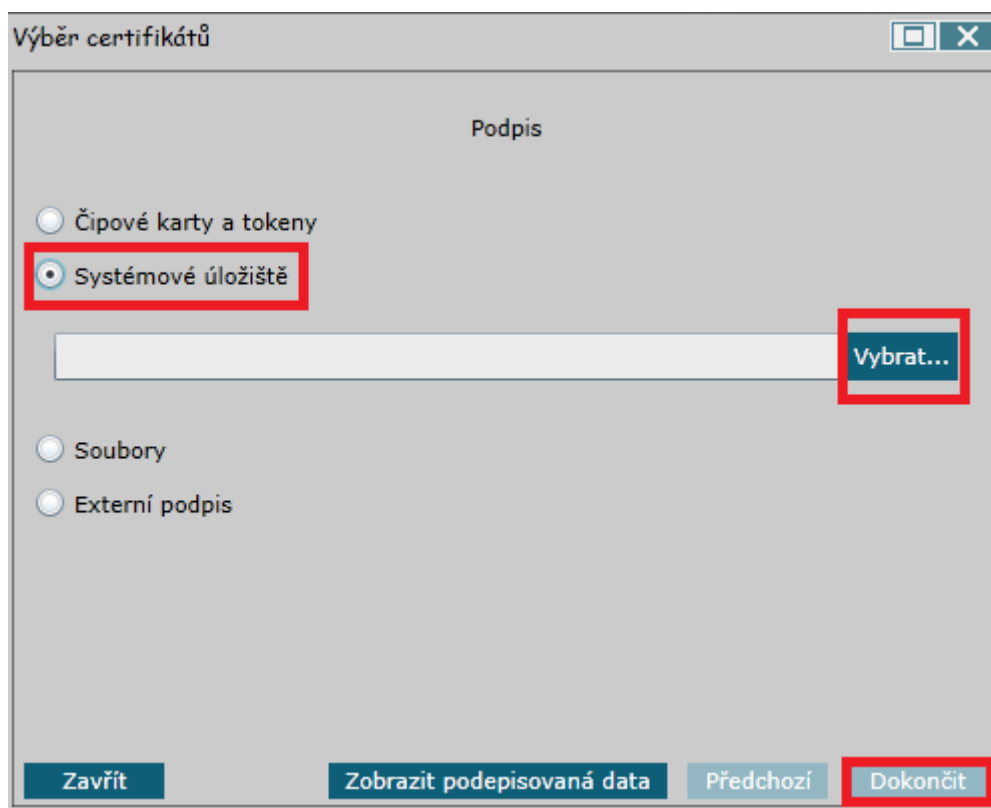 Výběr certifikátů
Podpis
Čipové karty a tokeny
Systémové úložiště
Vybrat...
Soubory
Externí podpis
Zavřít
Zobrazit podepisovaná data
Předchozí
Dokončit